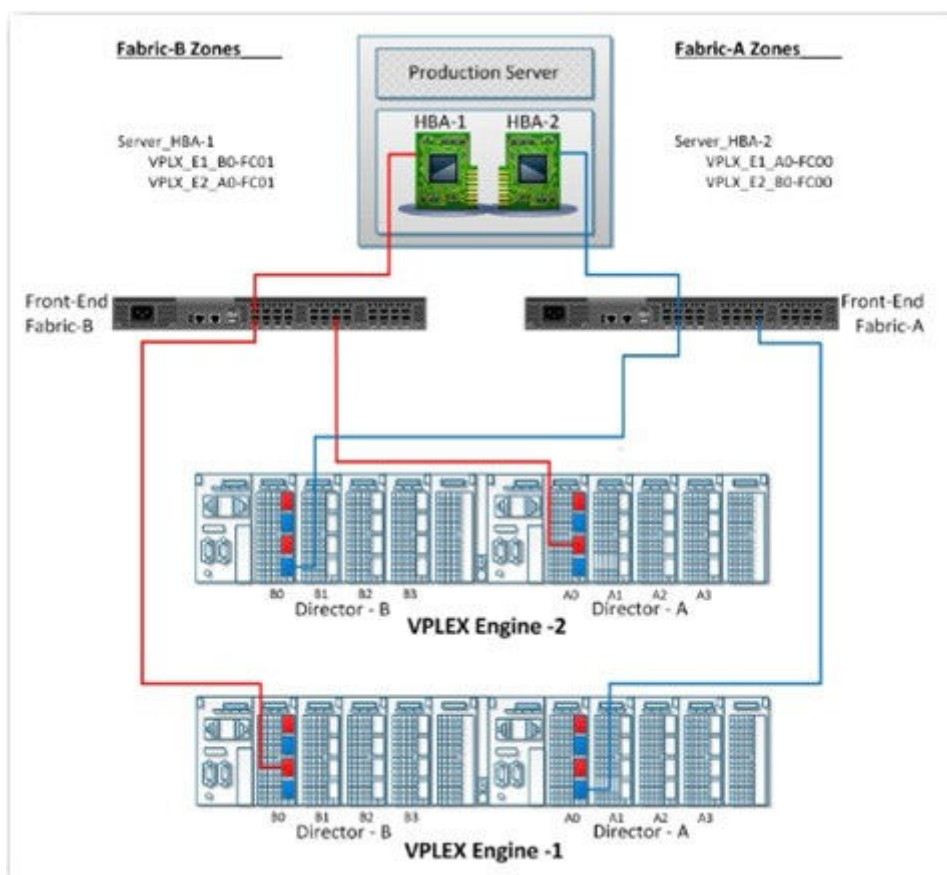 Fabric-B Zones____
Fabric-A Zones____
Production Server
HBA-1
HBA-2
Server_HBA-1
VPLX_E1_B0-FC01
VPLX_E2_A0-FC01
Server_HBA-2
VPLX_E1_A0-FC00
VPLX_E2_B0-FC00
Front-End
Fabric-B
Front-End
Fabric-A
B0 B1 B2 B3
A0 A1 A2 A3
Director - B
Director - A
VPLEX Engine -2
B0 B1 B2 B3
A0 A1 A2 A3
Director - B
Director - A
VPLEX Engine -1